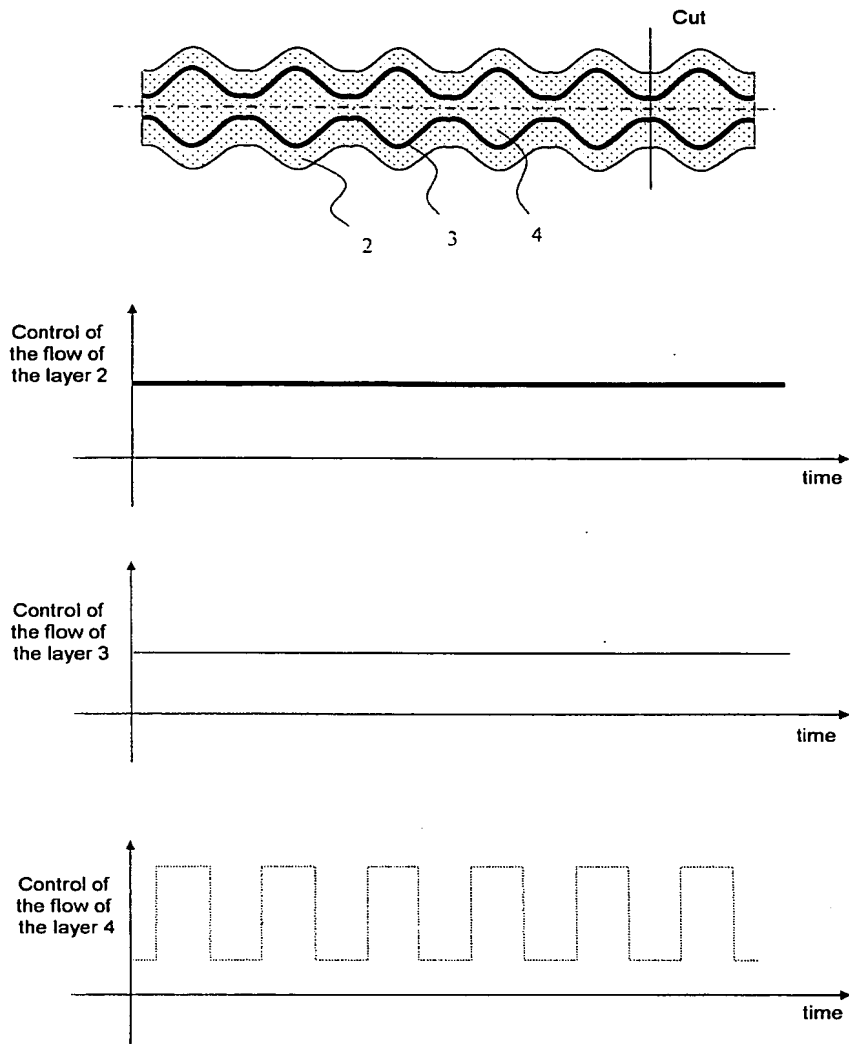 Cut
2
3
4
Control of
the flow of
the layer 2
time
Control of
the flow of
the layer 3
time
Control of
the flow of
the layer 4
time